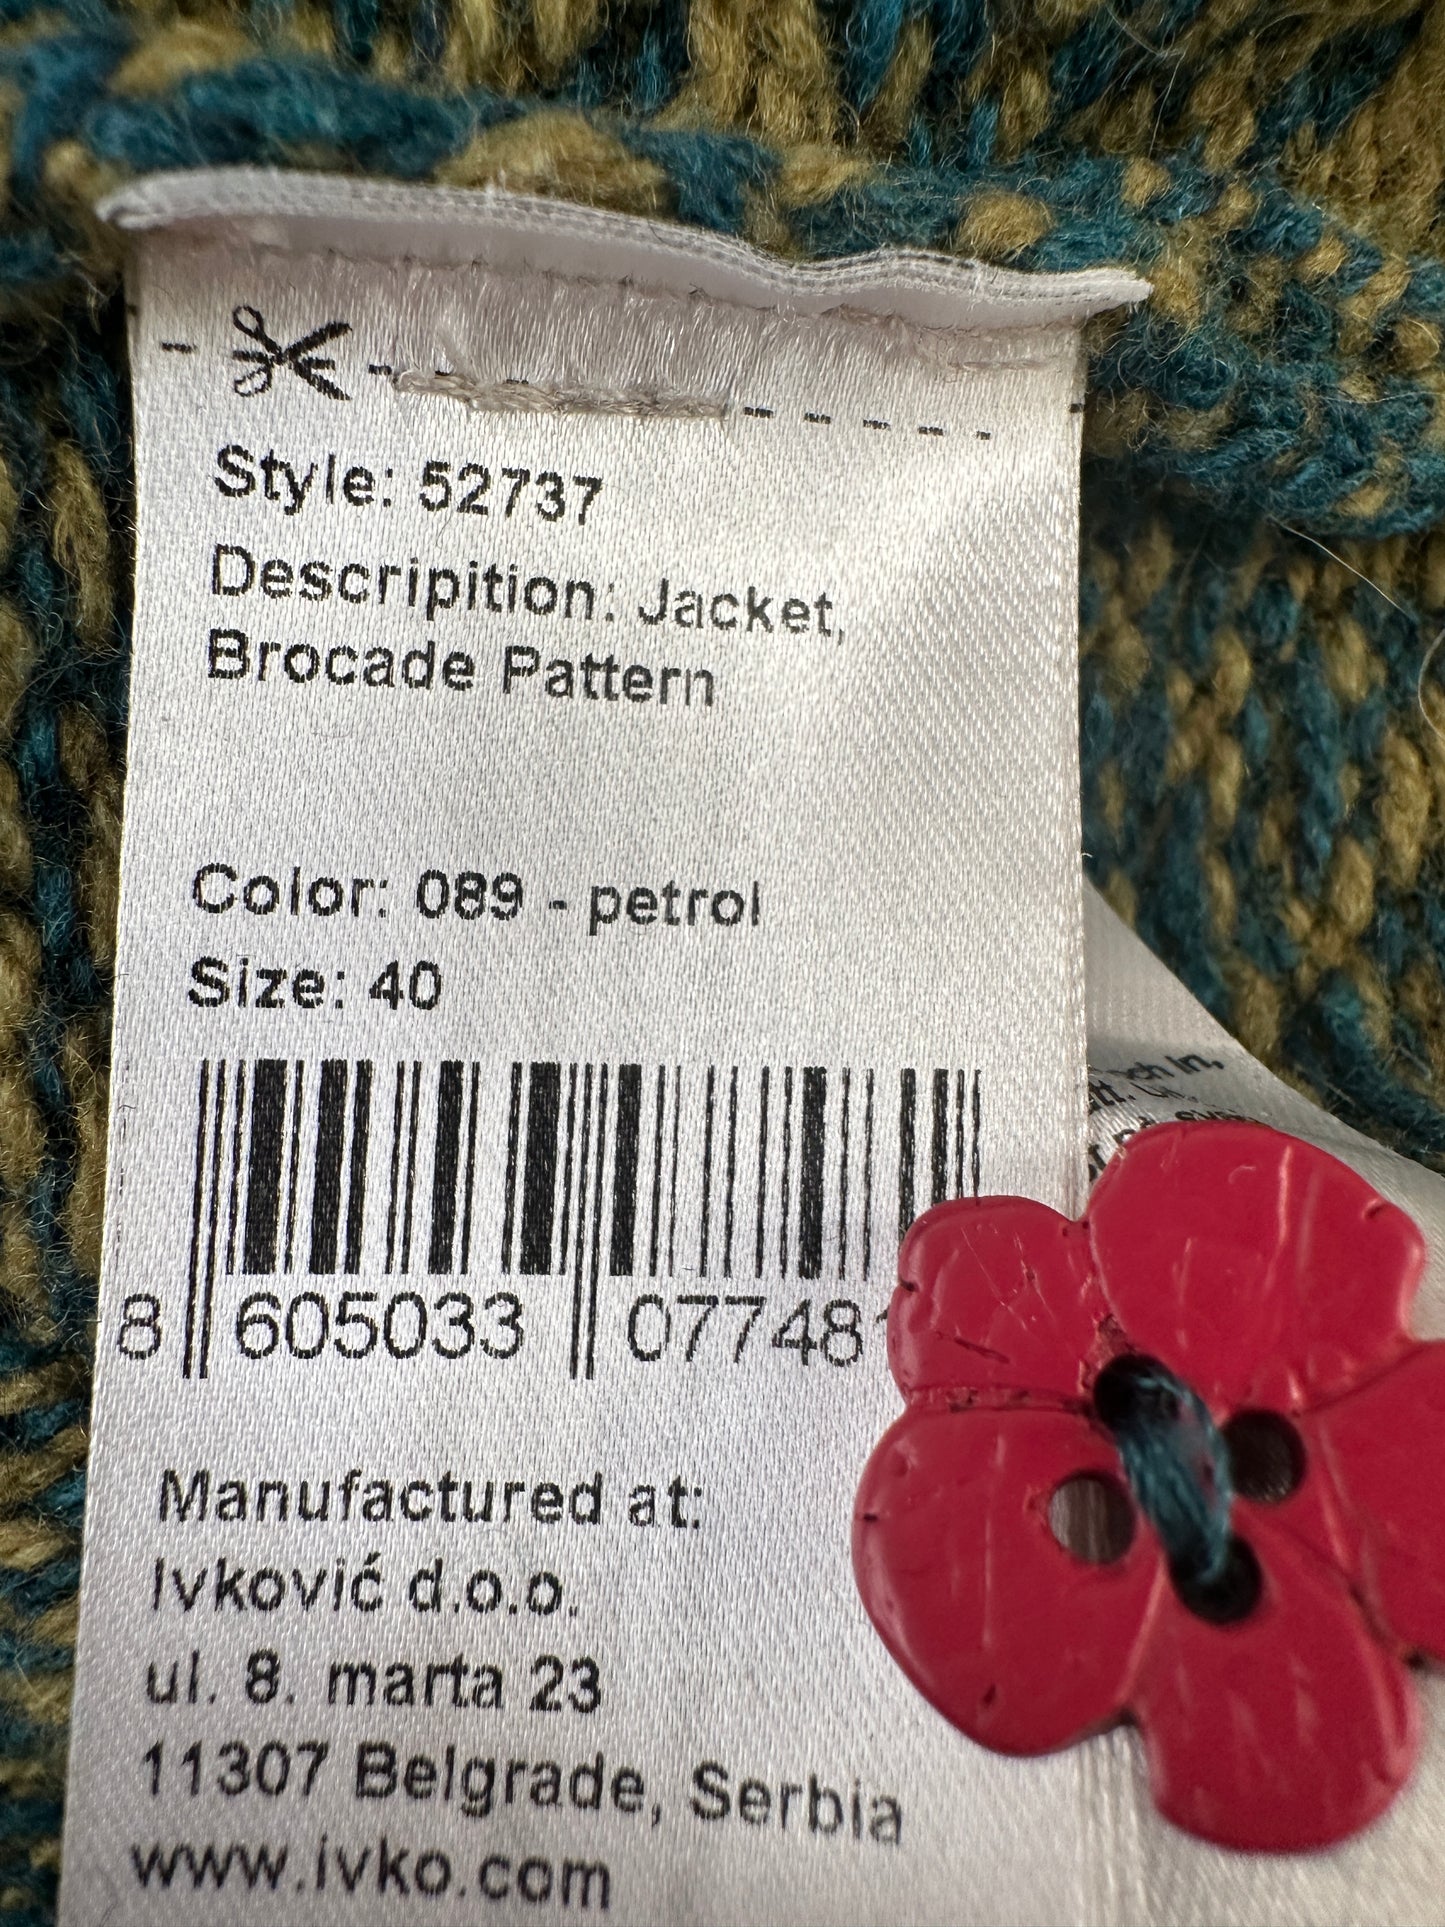 Style: 52737
Descripition: Jacket,
Brocade Pattern
Color: 089 - petrol
Size: 40
8 605033 077481
Manufactured at:
Ivković d.o.o.
ul. 8. marta 23
11307 Belgrade, Serbia
www.ivko.com